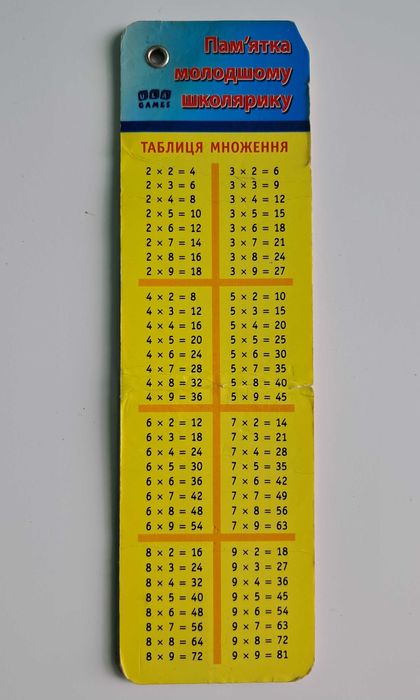 Пам'ятка
молодшому
школярику
ULA
GAMES
ТАБЛИЦЯ МНОЖЕННЯ
2 × 2 = 4
2 × 3 = 6
2 × 4 = 8
2 × 5 = 10
2 × 6 = 12
2 × 7 = 14
2 × 8 = 16
2 × 9 = 18
3 × 2 = 6
3 × 3 = 9
3 × 4 = 12
3 × 5 = 15
3 × 6 = 18
3 × 7 = 21
3 × 8 = 24
3 × 9 = 27
4 × 2 = 8
4 × 3 = 12
4 × 4 = 16
4 × 5 = 20
4 × 6 = 24
4 × 7 = 28
4 × 8 = 32
4 × 9 = 36
5 × 2 = 10
5 × 3 = 15
5 × 4 = 20
5 × 5 = 25
5 × 6 = 30
5 × 7 = 35
5 × 8 = 40
5 × 9 = 45
6 × 2 = 12
6 × 3 = 18
6 × 4 = 24
6 × 5 = 30
6 × 6 = 36
6 × 7 = 42
6 × 8 = 48
6 × 9 = 54
7 × 2 = 14
7 × 3 = 21
7 × 4 = 28
7 × 5 = 35
7 × 6 = 42
7 × 7 = 49
7 × 8 = 56
7 × 9 = 63
8 × 2 = 16
8 × 3 = 24
8 × 4 = 32
8 × 5 = 40
8 × 6 = 48
8 × 7 = 56
8 × 8 = 64
8 × 9 = 72
9 × 2 = 18
9 × 3 = 27
9 × 4 = 36
9 × 5 = 45
9 × 6 = 54
9 × 7 = 63
9 × 8 = 72
9 × 9 = 81